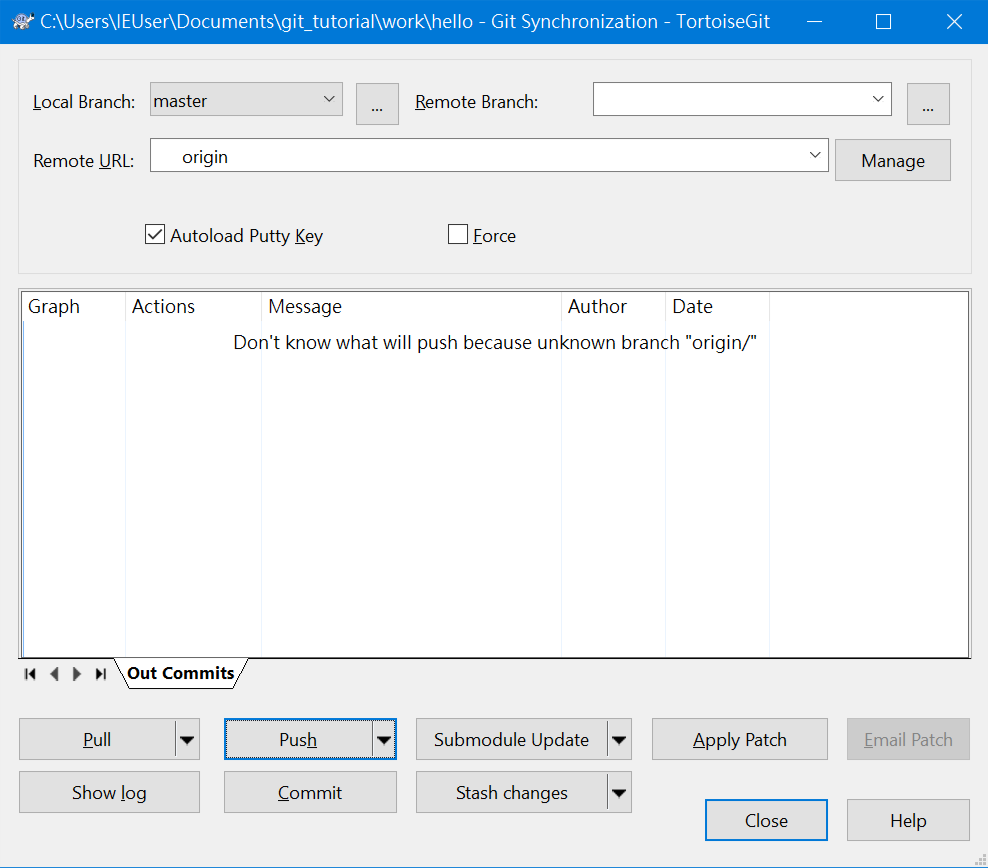 C:\Users\IEUser\Documents\git_tutorial\work\hello - Git Synchronization - TortoiseGit
Local Branch: master ... Remote Branch: ...
Remote URL: origin Manage
Autoload Putty Key Force
Graph Actions Message Author Date
Don't know what will push because unknown branch "origin/"
Out Commits
Pull Push Submodule Update Apply Patch Email Patch
Show log Commit Stash changes
Close Help